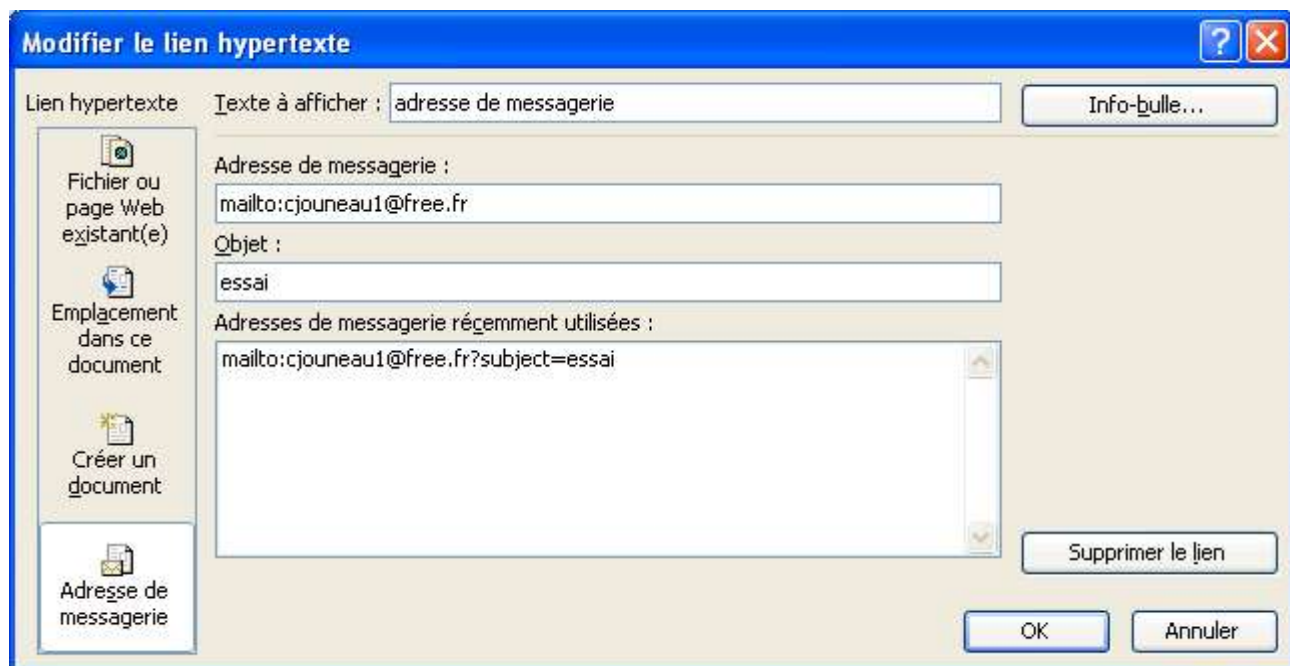 Modifier le lien hypertexte
Lien hypertexte
Texte à afficher : adresse de messagerie
Info-bulle...
Fichier ou
page Web
existant(e)
Emplacement
dans ce
document
Créer un
document
Adresse de
messagerie
Adresse de messagerie :
mailto:cjouneau1@free.fr
Objet :
essai
Adresses de messagerie récemment utilisées :
mailto:cjouneau1@free.fr?subject=essai
Supprimer le lien
OK
Annuler